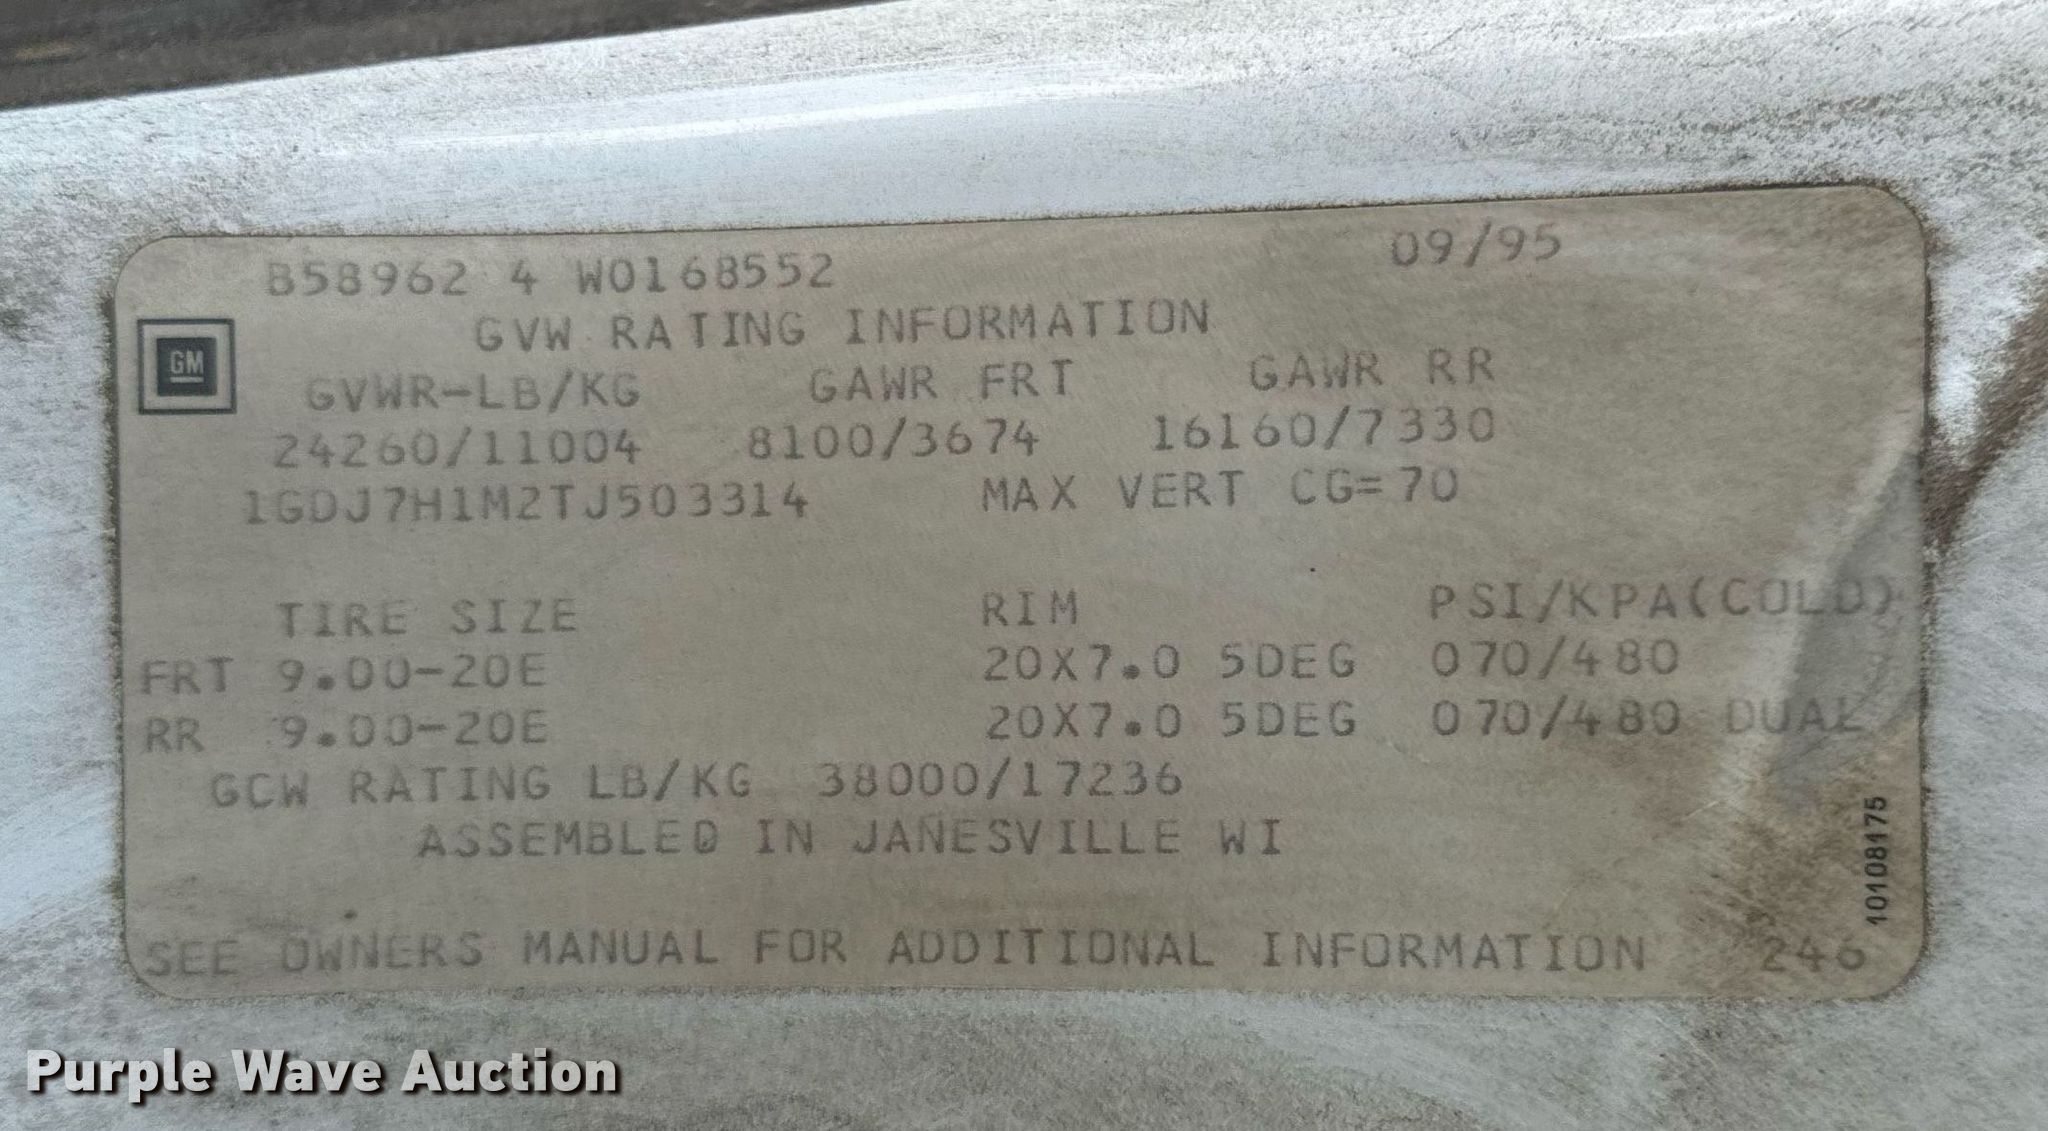 B58962 4 W0168552 09/95
GVW RATING INFORMATION
GM
GVWR-LB/KG GAWR FRT GAWR RR
24260/11004 8100/3674 16160/7330
1GDJ7H1M2TJ503314 MAX VERT CG=70
TIRE SIZE RIM PSI/KPA(COLD)
FRT 9.00-20E 20X7.0 5DEG 070/480
RR 9.00-20E 20X7.0 5DEG 070/480 DUAL
GCW RATING LB/KG 38000/17236
ASSEMBLED IN JANESVILLE WI
10108175
SEE OWNERS MANUAL FOR ADDITIONAL INFORMATION 246
Purple Wave Auction